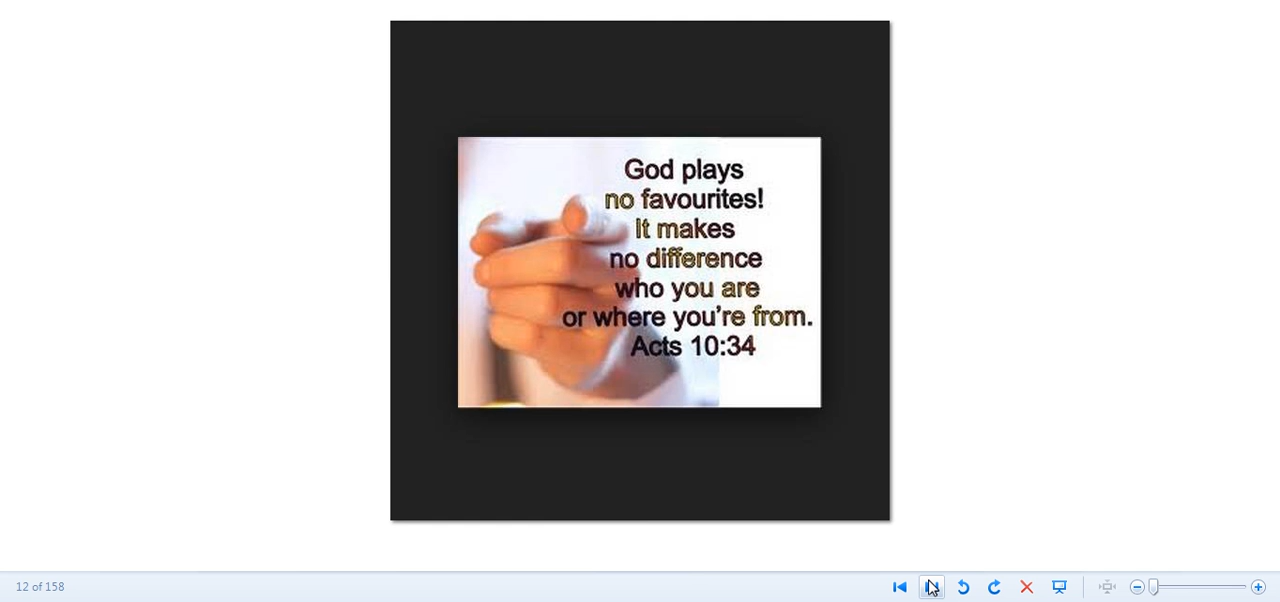 God plays
no favourites!
It makes
no difference
who you are
or where you're from.
Acts 10:34
12 of 158